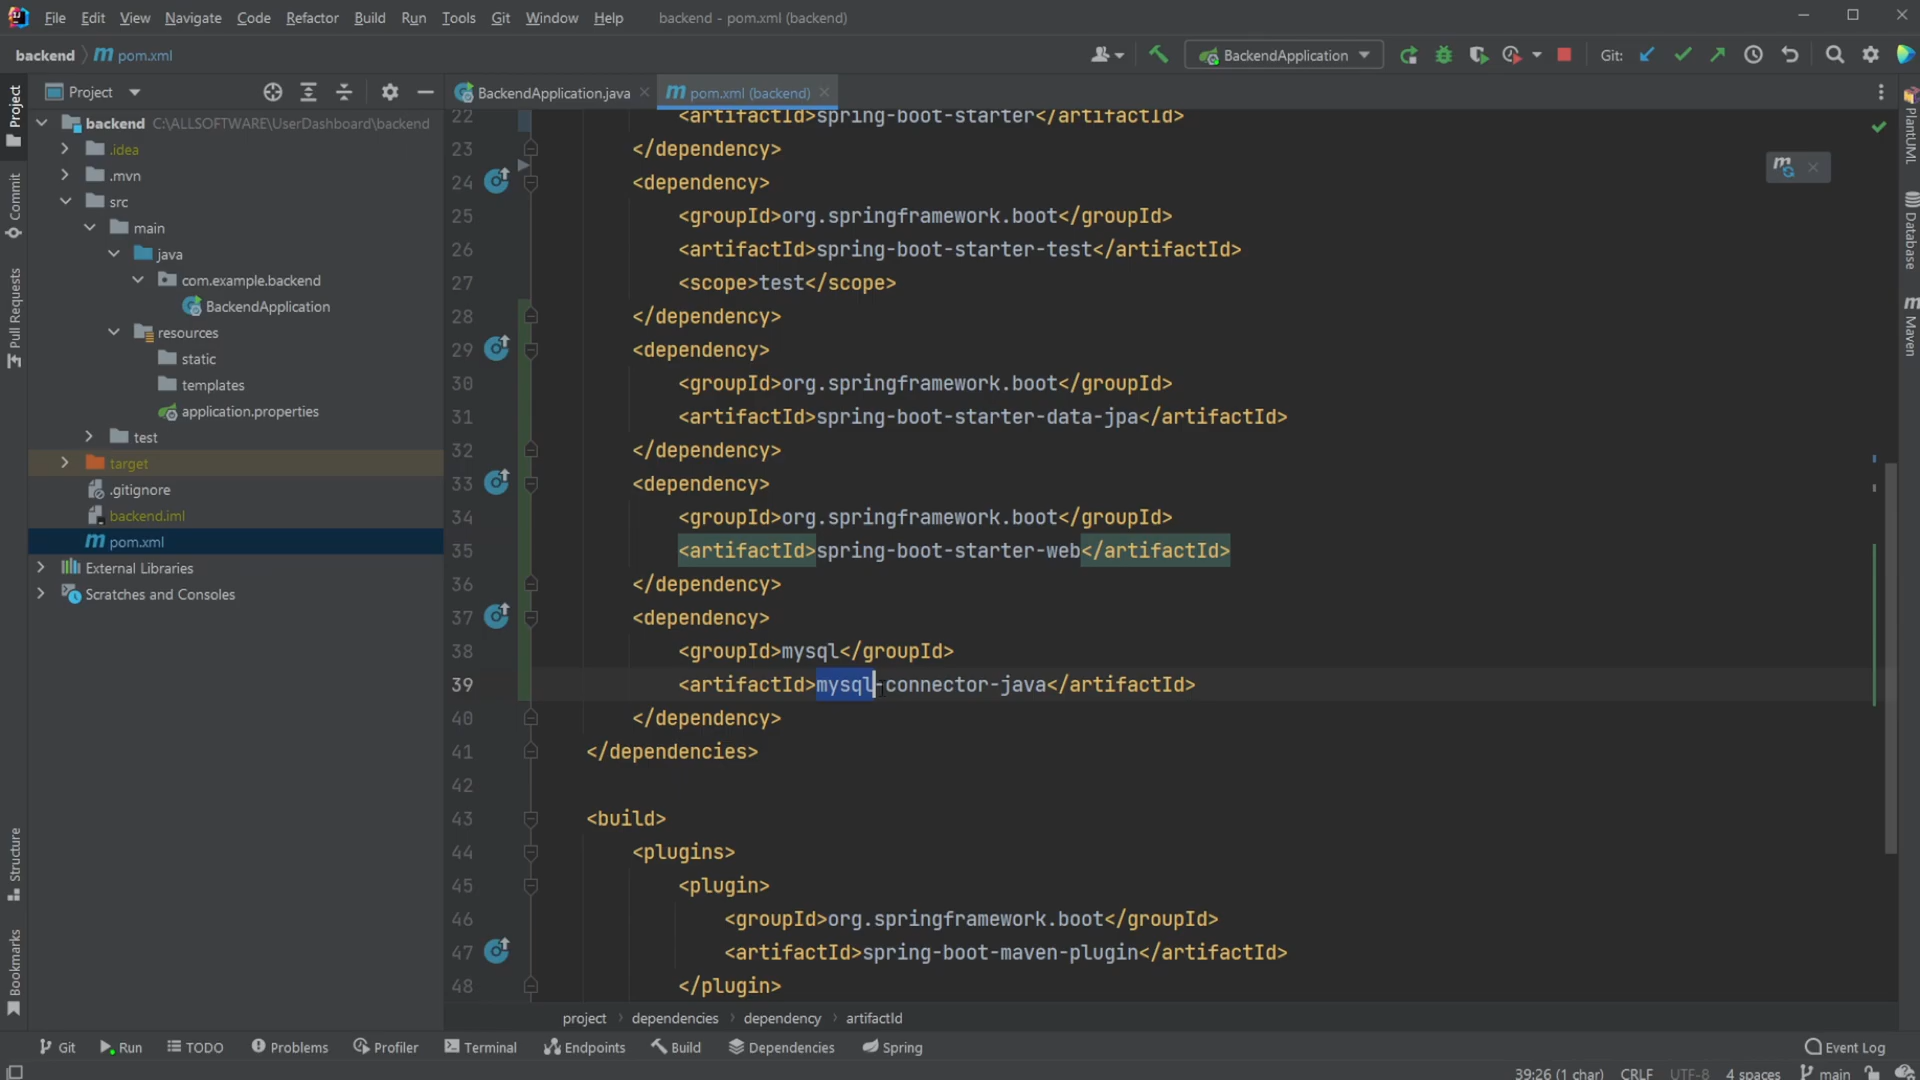 File Edit View Navigate Code Refactor Build Run Tools Git Window Help backend - pom.xml (backend)
backend pom.xml BackendApplication Git:
Project BackendApplication.java pom.xml (backend)
backend C:\ALLSOFTWARE\UserDashboard\backend
.idea
.mvn
src
main
java
com.example.backend
BackendApplication
resources
static
templates
application.properties
test
target
.gitignore
backend.iml
pom.xml
External Libraries
Scratches and Consoles
Project
Commit
Pull Requests
Structure
Bookmarks
22 <artifactId>spring-boot-starter</artifactId>
23 </dependency>
24 <dependency>
25 <groupId>org.springframework.boot</groupId>
26 <artifactId>spring-boot-starter-test</artifactId>
27 <scope>test</scope>
28 </dependency>
29 <dependency>
30 <groupId>org.springframework.boot</groupId>
31 <artifactId>spring-boot-starter-data-jpa</artifactId>
32 </dependency>
33 <dependency>
34 <groupId>org.springframework.boot</groupId>
35 <artifactId>spring-boot-starter-web</artifactId>
36 </dependency>
37 <dependency>
38 <groupId>mysql</groupId>
39 <artifactId>mysql-connector-java</artifactId>
40 </dependency>
41 </dependencies>
42
43 <build>
44 <plugins>
45 <plugin>
46 <groupId>org.springframework.boot</groupId>
47 <artifactId>spring-boot-maven-plugin</artifactId>
48 </plugin>
PlantUML
Database
Maven
project dependencies dependency artifactId
Git Run TODO Problems Profiler Terminal Endpoints Build Dependencies Spring Event Log
39:26 (1 char) CRLF UTF-8 4 spaces main